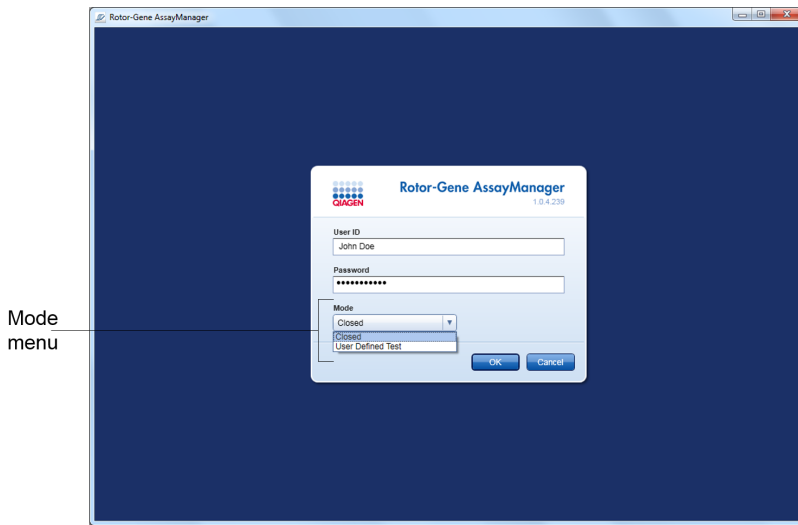 Rotor-Gene AssayManager
QIAGEN
Rotor-Gene AssayManager
1.0.4.239
User ID
John Doe
Password
•••••••••••
Mode
Closed
Closed
User Defined Test
OK Cancel
Mode
menu